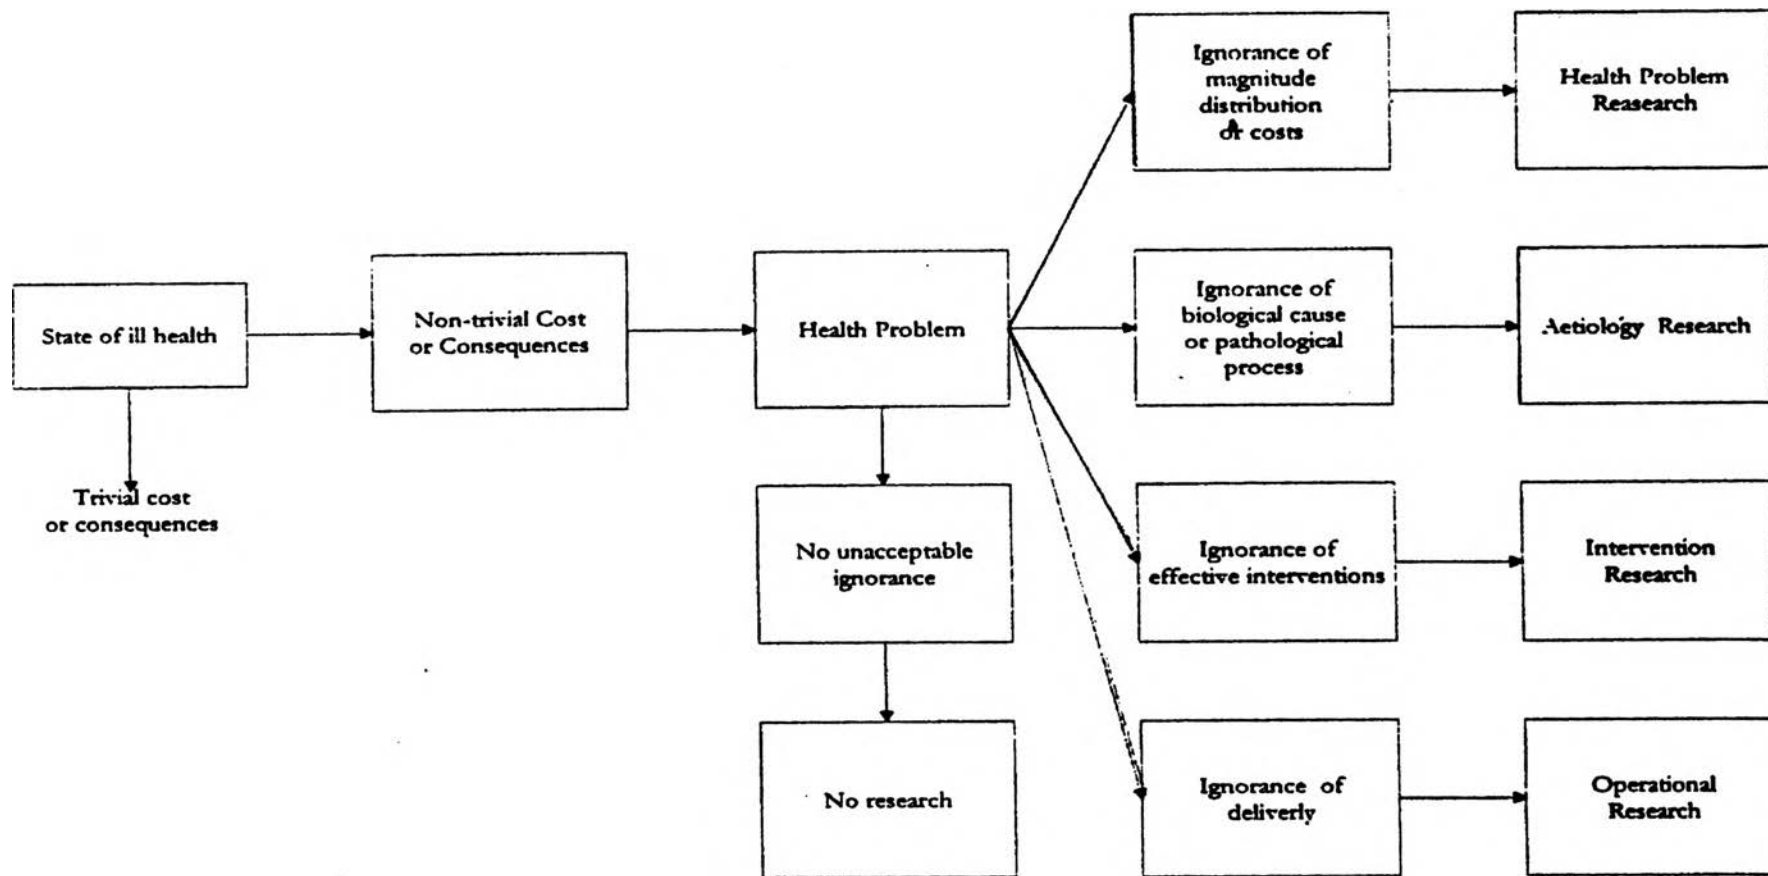 State of ill health
Trivial cost
or consequences
Non-trivial Cost
or Consequences
Health Problem
No unacceptable
ignorance
No research
Ignorance of
magnitude
distribution
or costs
Health Problem
Reasearch
Ignorance of
biological cause
or pathological
process
Aetiology Research
Ignorance of
effective interventions
Intervention
Research
Ignorance of
deliverly
Operational
Research